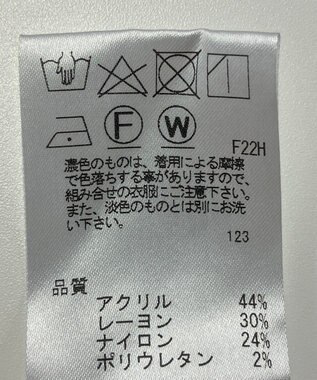 F W
F22H
濃色のものは、着用による摩擦
で色落ちする事がありますので、
組み合せの衣服にご注意下さい。
また、淡色のものとは別にお洗
い下さい。
123
品質
アクリル 44%
レーヨン 30%
ナイロン 24%
ポリウレタン 2%